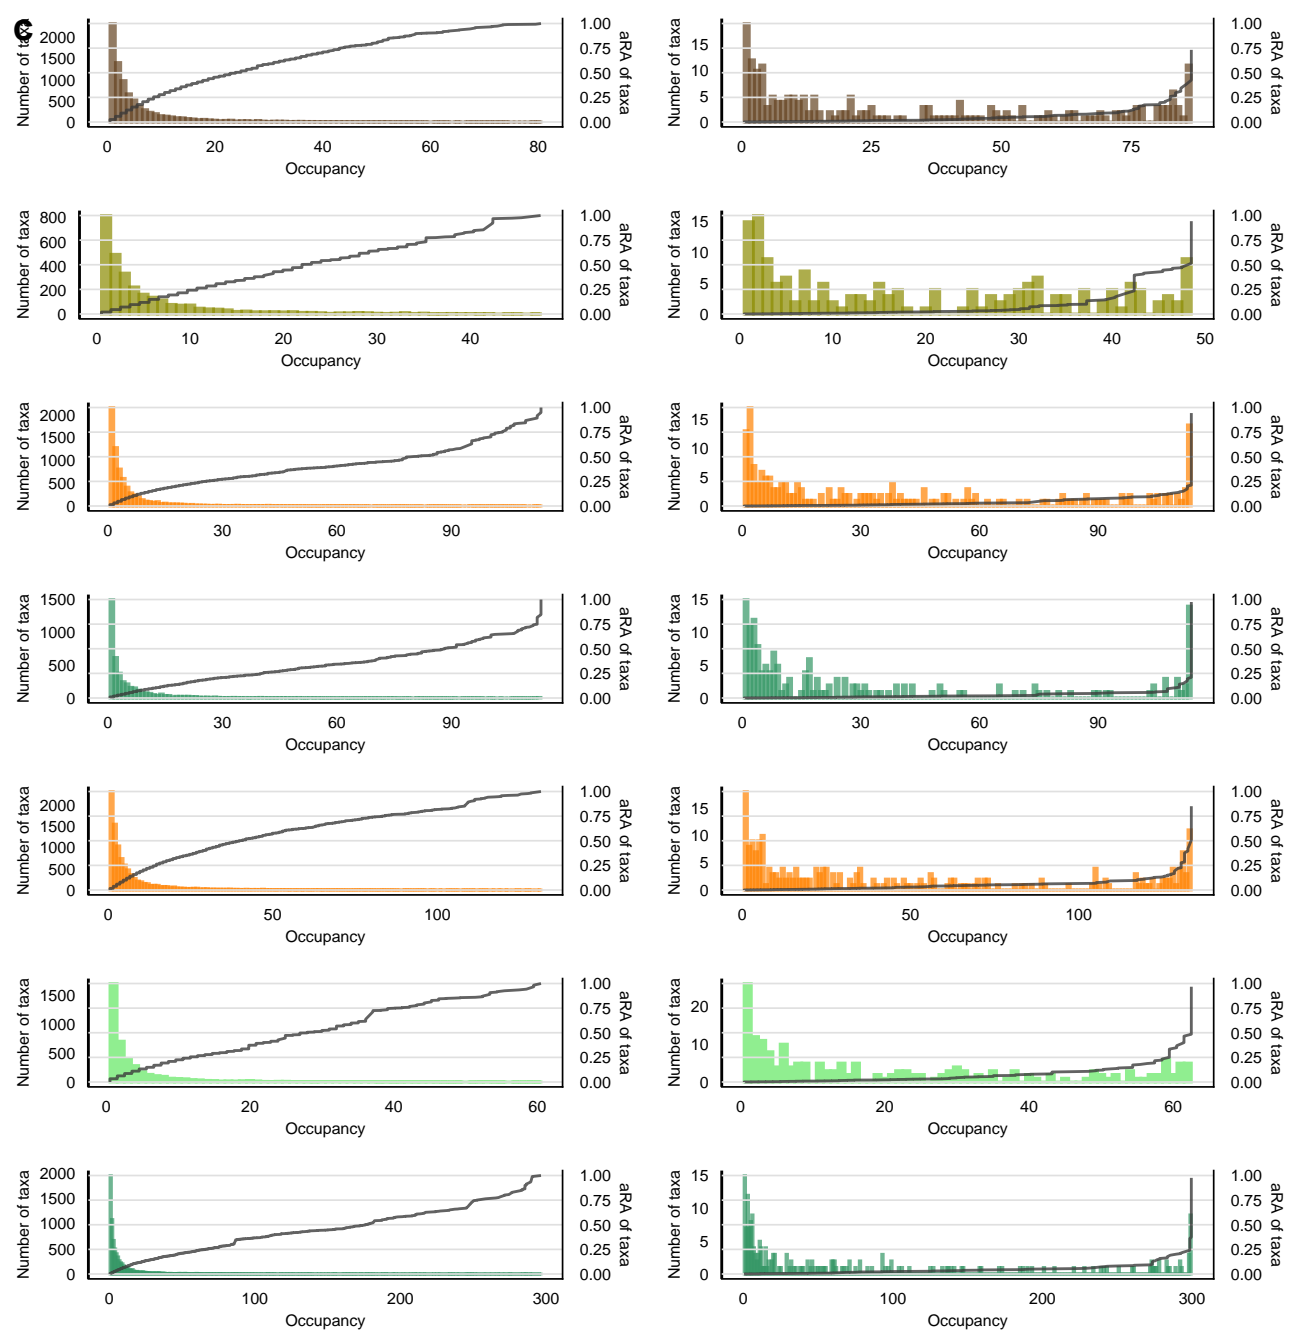 c
Number of taxa 2000 1500 1000 500 0 1.00 0.75 0.50 0.25 0.00 aRA of taxa
0 20 40 60 80
Occupancy
Number of taxa 15 10 5 0 1.00 0.75 0.50 0.25 0.00 aRA of taxa
0 25 50 75
Occupancy
Number of taxa 800 600 400 200 0 1.00 0.75 0.50 0.25 0.00 aRA of taxa
0 10 20 30 40
Occupancy
Number of taxa 15 10 5 0 1.00 0.75 0.50 0.25 0.00 aRA of taxa
0 10 20 30 40 50
Occupancy
Number of taxa 2000 1500 1000 500 0 1.00 0.75 0.50 0.25 0.00 aRA of taxa
0 30 60 90
Occupancy
Number of taxa 15 10 5 0 1.00 0.75 0.50 0.25 0.00 aRA of taxa
0 30 60 90
Occupancy
Number of taxa 1500 1000 500 0 1.00 0.75 0.50 0.25 0.00 aRA of taxa
0 30 60 90
Occupancy
Number of taxa 15 10 5 0 1.00 0.75 0.50 0.25 0.00 aRA of taxa
0 30 60 90
Occupancy
Number of taxa 2000 1500 1000 500 0 1.00 0.75 0.50 0.25 0.00 aRA of taxa
0 50 100
Occupancy
Number of taxa 15 10 5 0 1.00 0.75 0.50 0.25 0.00 aRA of taxa
0 50 100
Occupancy
Number of taxa 1500 1000 500 0 1.00 0.75 0.50 0.25 0.00 aRA of taxa
0 20 40 60
Occupancy
Number of taxa 20 10 0 1.00 0.75 0.50 0.25 0.00 aRA of taxa
0 20 40 60
Occupancy
Number of taxa 2000 1500 1000 500 0 1.00 0.75 0.50 0.25 0.00 aRA of taxa
0 100 200 300
Occupancy
Number of taxa 15 10 5 0 1.00 0.75 0.50 0.25 0.00 aRA of taxa
0 100 200 300
Occupancy